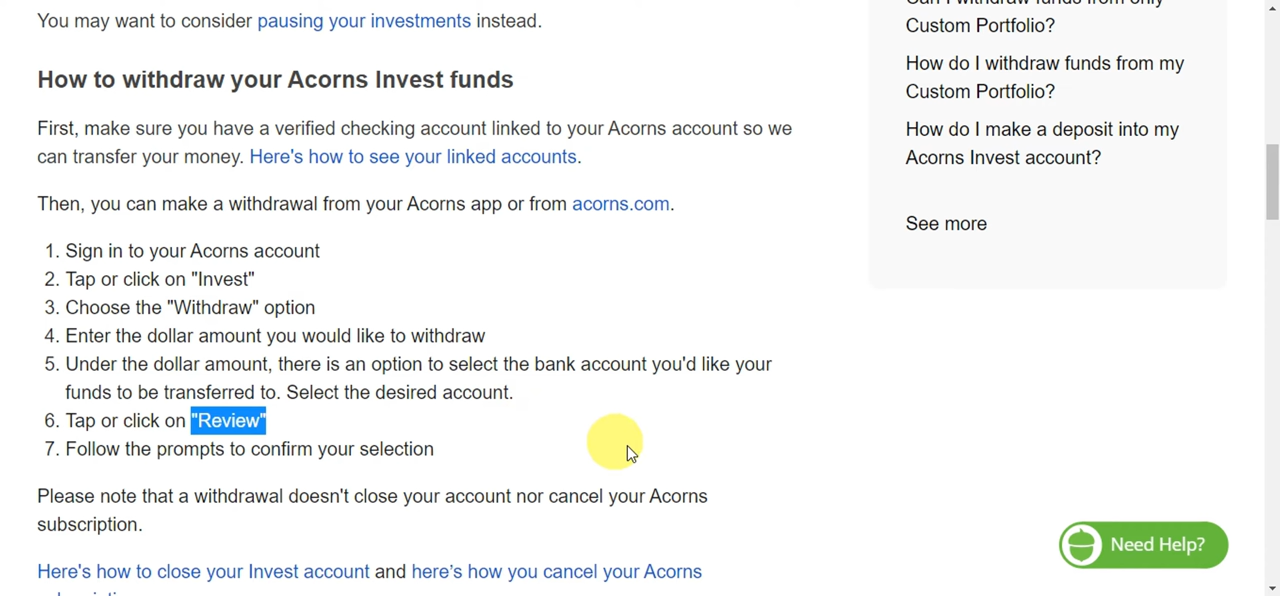 You may want to consider pausing your investments instead.
How to withdraw your Acorns Invest funds
First, make sure you have a verified checking account linked to your Acorns account so we
can transfer your money. Here's how to see your linked accounts.
Then, you can make a withdrawal from your Acorns app or from acorns.com.
1. Sign in to your Acorns account
2. Tap or click on "Invest"
3. Choose the "Withdraw" option
4. Enter the dollar amount you would like to withdraw
5. Under the dollar amount, there is an option to select the bank account you'd like your
funds to be transferred to. Select the desired account.
6. Tap or click on "Review"
7. Follow the prompts to confirm your selection
Please note that a withdrawal doesn't close your account nor cancel your Acorns
subscription.
Here's how to close your Invest account and here’s how you cancel your Acorns
Can I withdraw funds from only
Custom Portfolio?
How do I withdraw funds from my
Custom Portfolio?
How do I make a deposit into my
Acorns Invest account?
See more
Need Help?